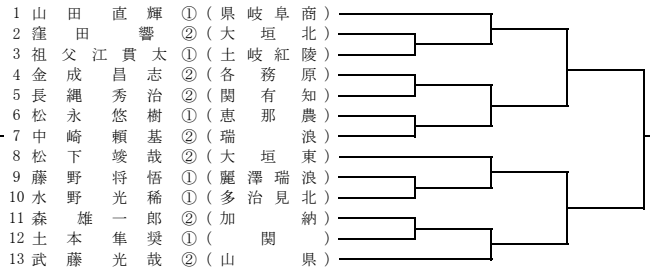 1 山田直輝 ① (県岐阜商)
2 窪田響 ② (大垣北)
3 祖父江貫太 ① (土岐紅陵)
4 金成昌志 ② (各務原)
5 長縄秀治 ② (関有知)
6 松永悠樹 ① (恵那農)
7 中崎頼基 ② (瑞浪)
8 松下竣哉 ② (大垣東)
9 藤野将悟 ① (麗澤瑞浪)
10 水野光稀 ① (多治見北)
11 森雄一郎 ② (加納)
12 土本隼奨 ① (関)
13 武藤光哉 ② (山県)